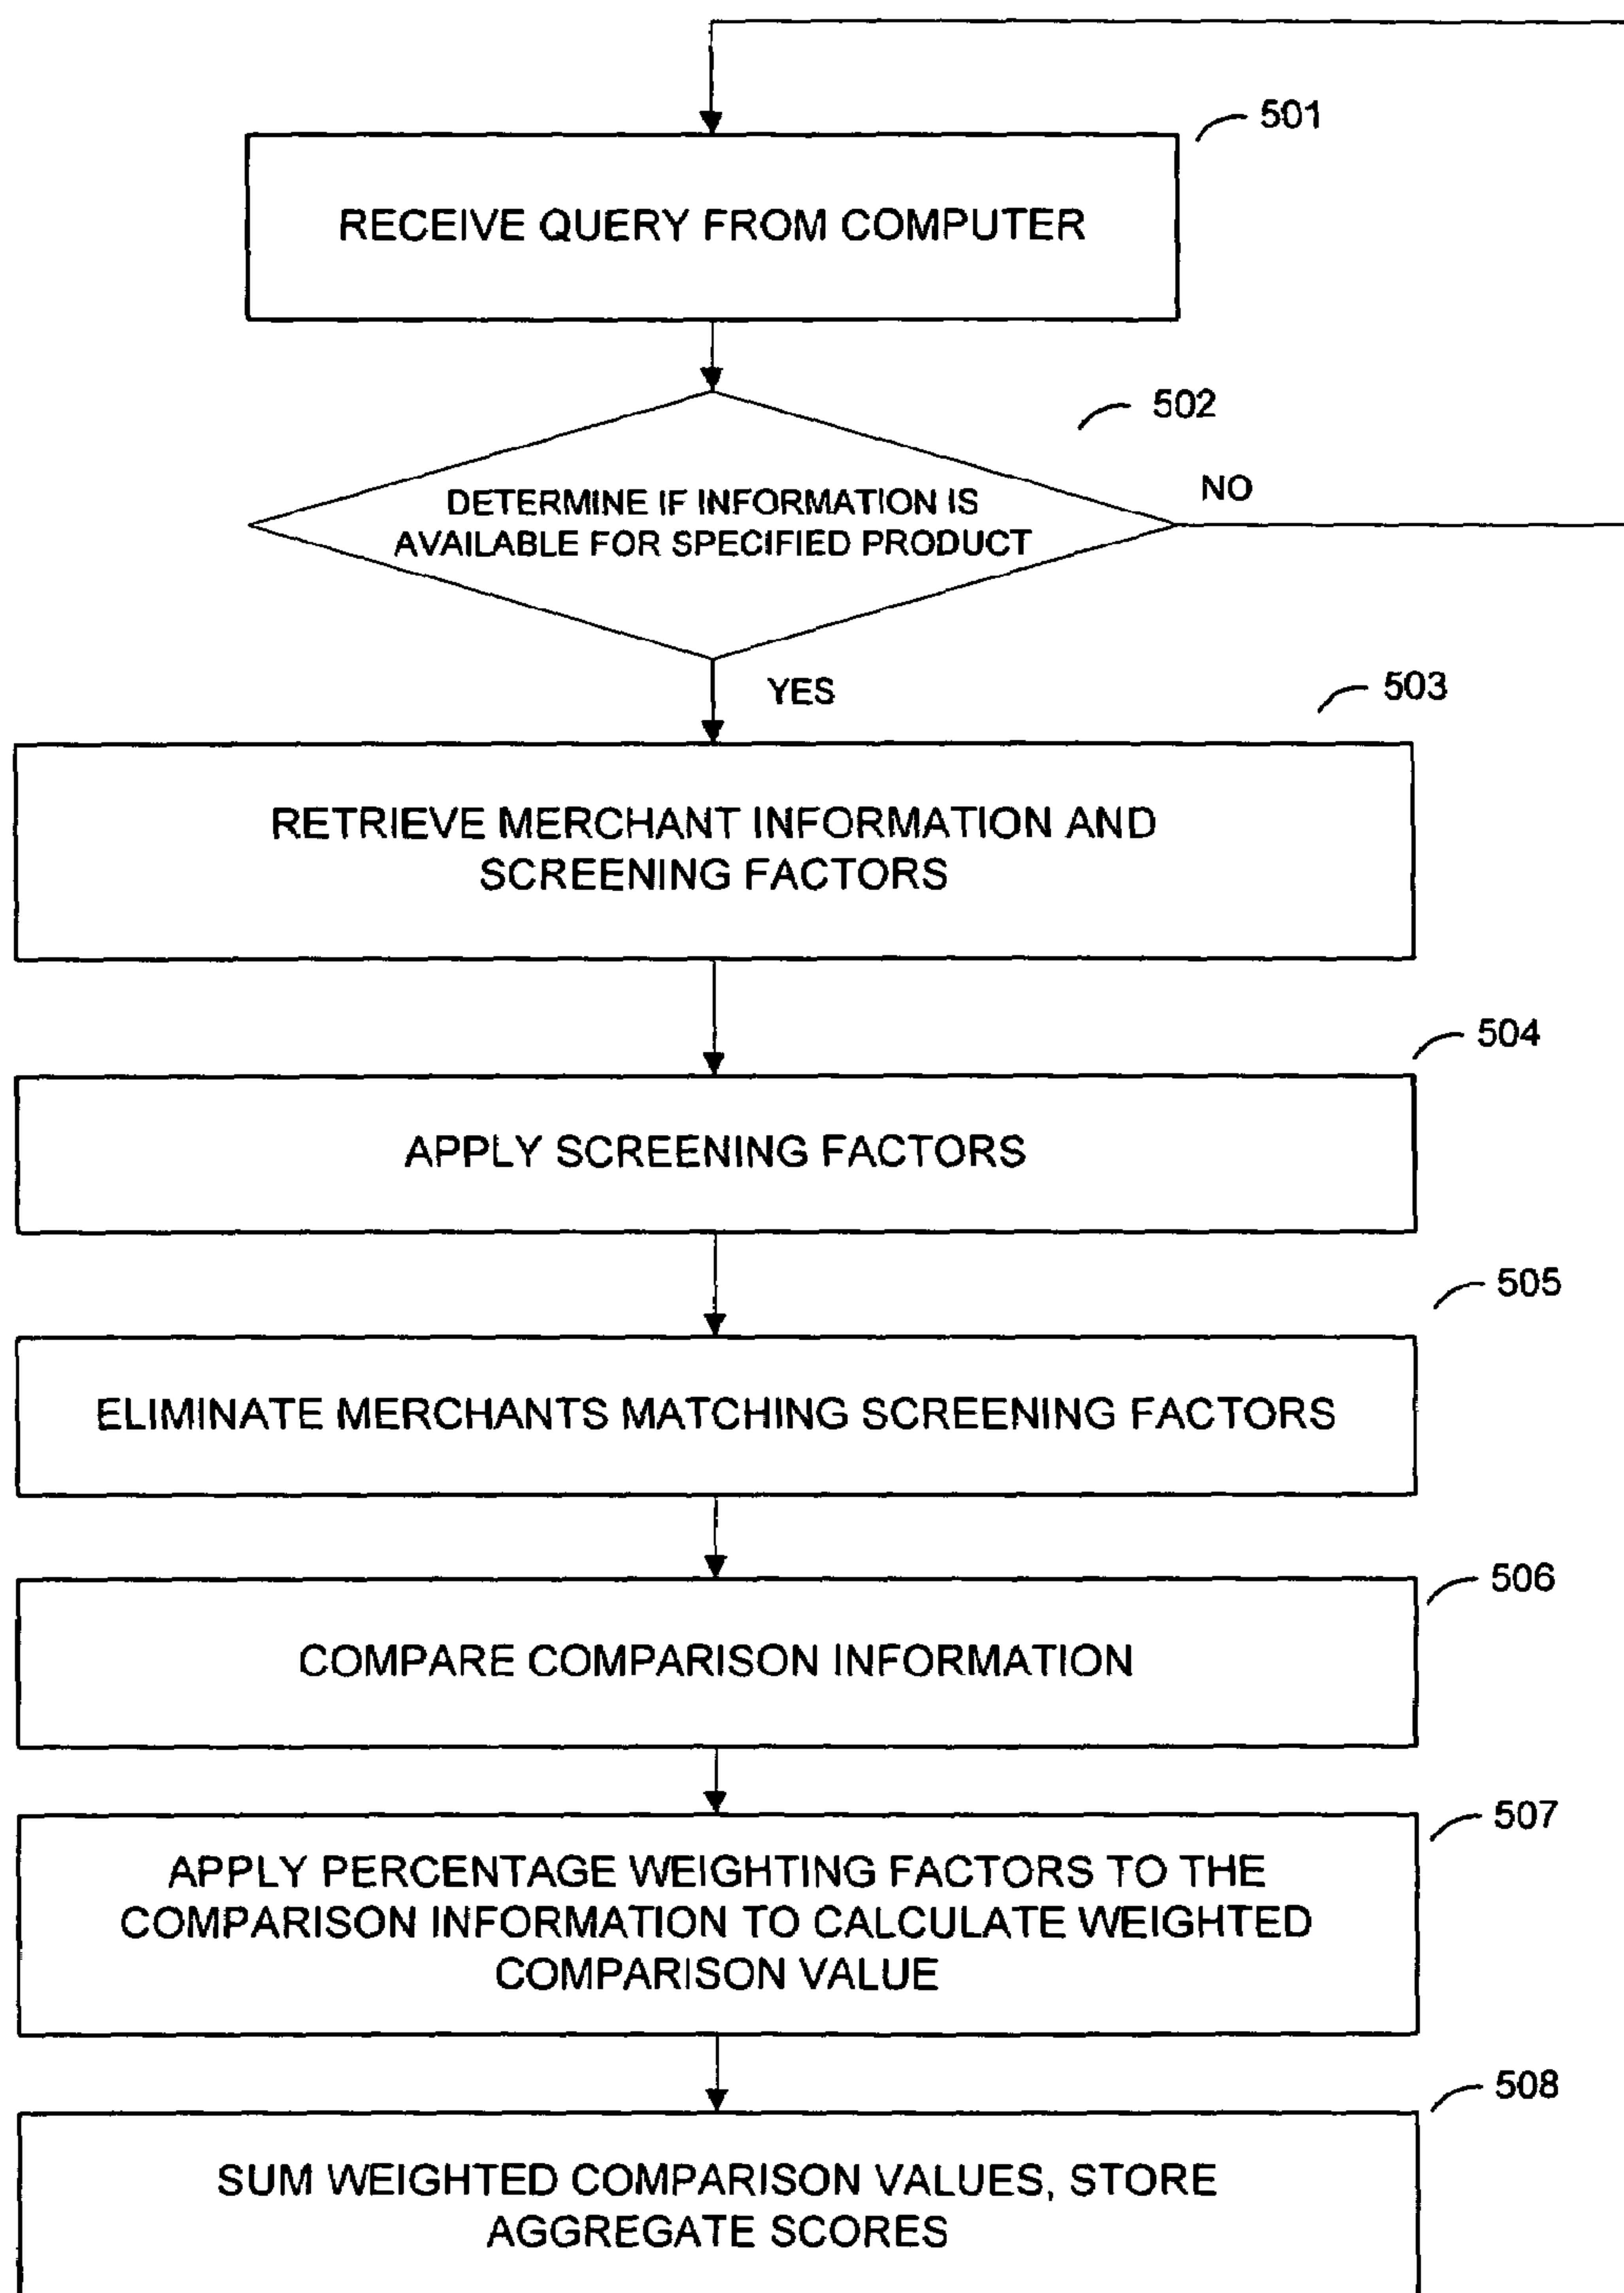 501
RECEIVE QUERY FROM COMPUTER
502
DETERMINE IF INFORMATION IS
AVAILABLE FOR SPECIFIED PRODUCT
NO
YES
503
RETRIEVE MERCHANT INFORMATION AND
SCREENING FACTORS
504
APPLY SCREENING FACTORS
505
ELIMINATE MERCHANTS MATCHING SCREENING FACTORS
506
COMPARE COMPARISON INFORMATION
507
APPLY PERCENTAGE WEIGHTING FACTORS TO THE
COMPARISON INFORMATION TO CALCULATE WEIGHTED
COMPARISON VALUE
508
SUM WEIGHTED COMPARISON VALUES, STORE
AGGREGATE SCORES